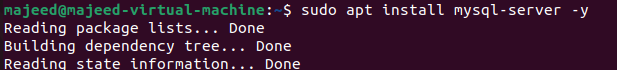 majeed@majeed-virtual-machine:~$ sudo apt install mysql-server -y
Reading package lists... Done
Building dependency tree... Done
Reading state information... Done